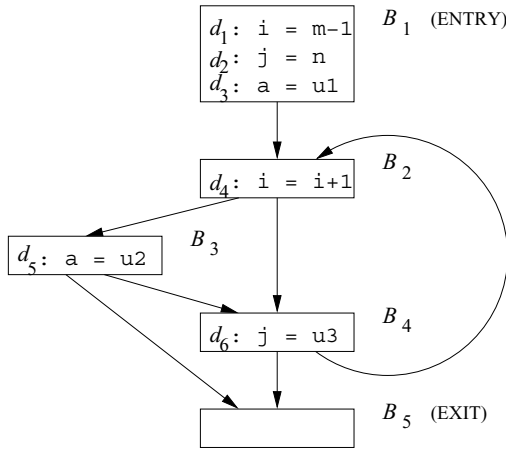 d1: i = m-1
d2: j = n
d3: a = u1
B1 (ENTRY)
d4: i = i+1
B2
d5: a = u2
B3
d6: j = u3
B4
B5 (EXIT)